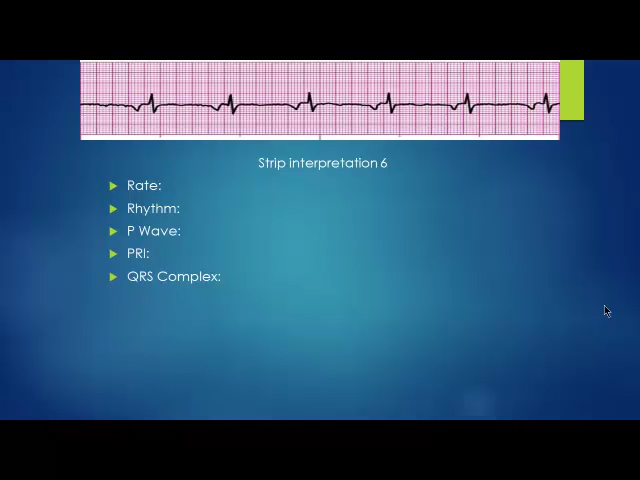 Strip interpretation 6
Rate:
Rhythm:
P Wave:
PRI:
QRS Complex: